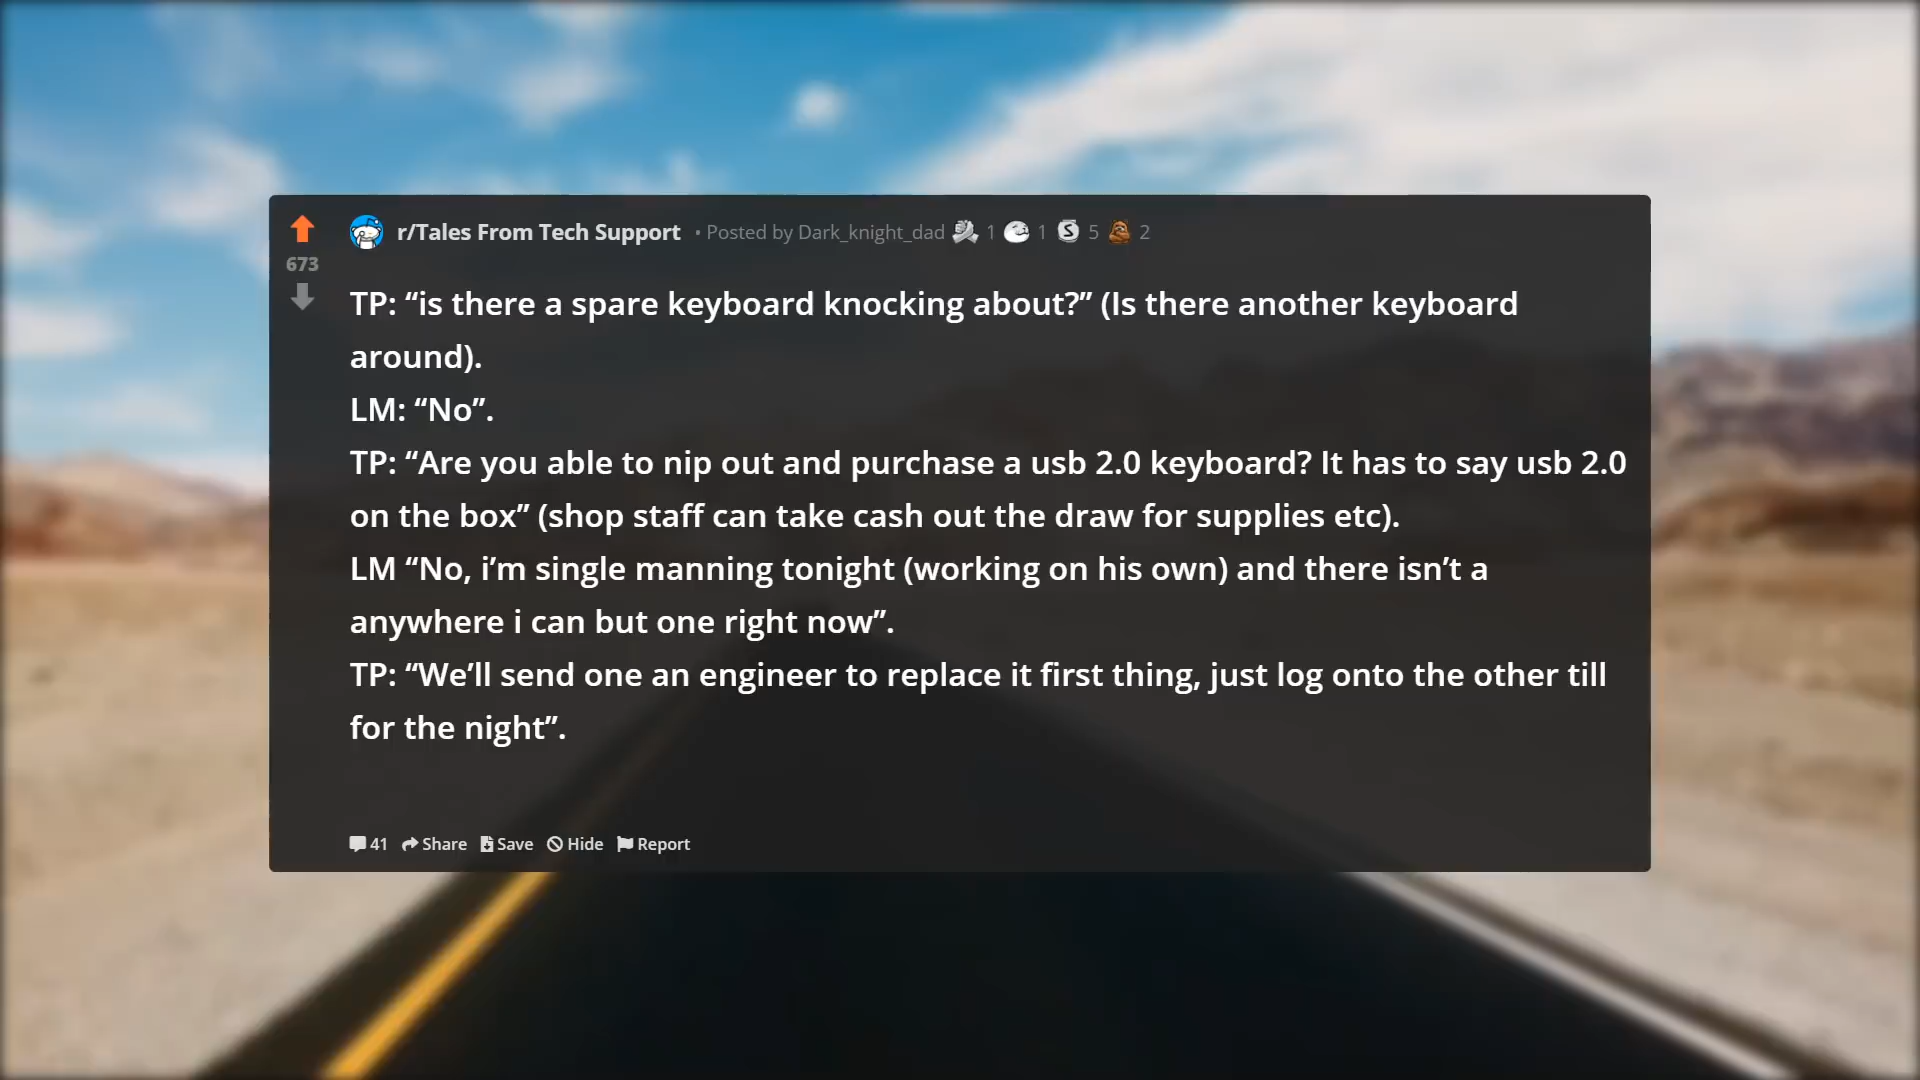 r/Tales From Tech Support • Posted by Dark_knight_dad 1 1 S 5 2
673
TP: “is there a spare keyboard knocking about?” (Is there another keyboard
around).
LM: “No”.
TP: “Are you able to nip out and purchase a usb 2.0 keyboard? It has to say usb 2.0
on the box” (shop staff can take cash out the draw for supplies etc).
LM “No, i’m single manning tonight (working on his own) and there isn’t a
anywhere i can but one right now”.
TP: “We’ll send one an engineer to replace it first thing, just log onto the other till
for the night”.
41 Share Save Hide Report